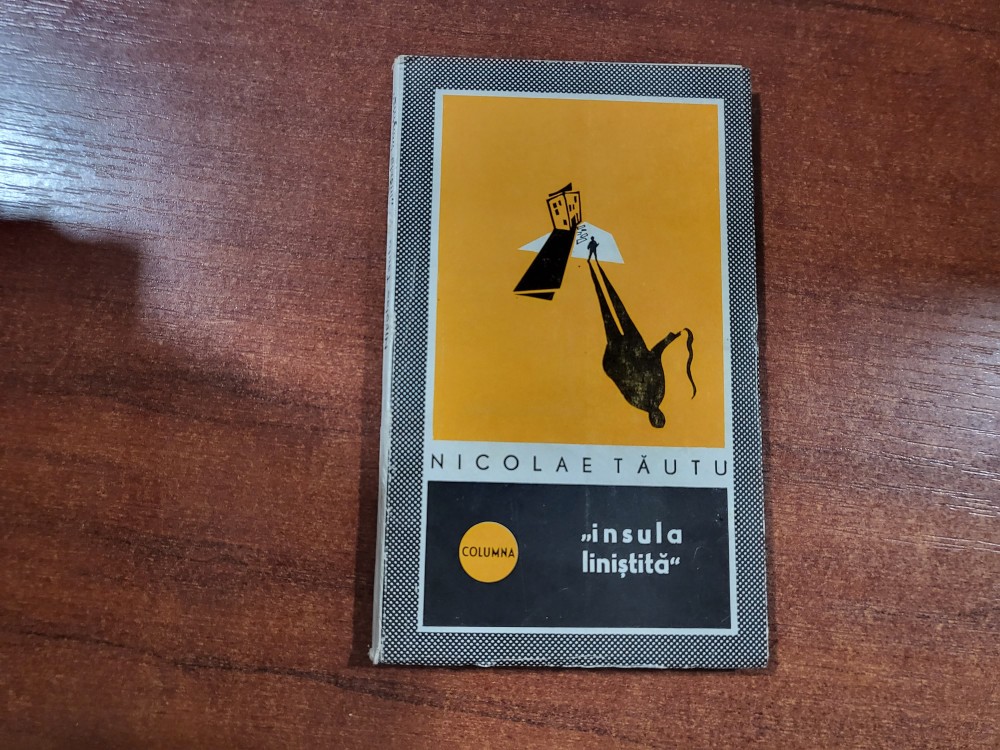 NICOLAE TĂUTU
COLUMNA
„insula
liniștită“